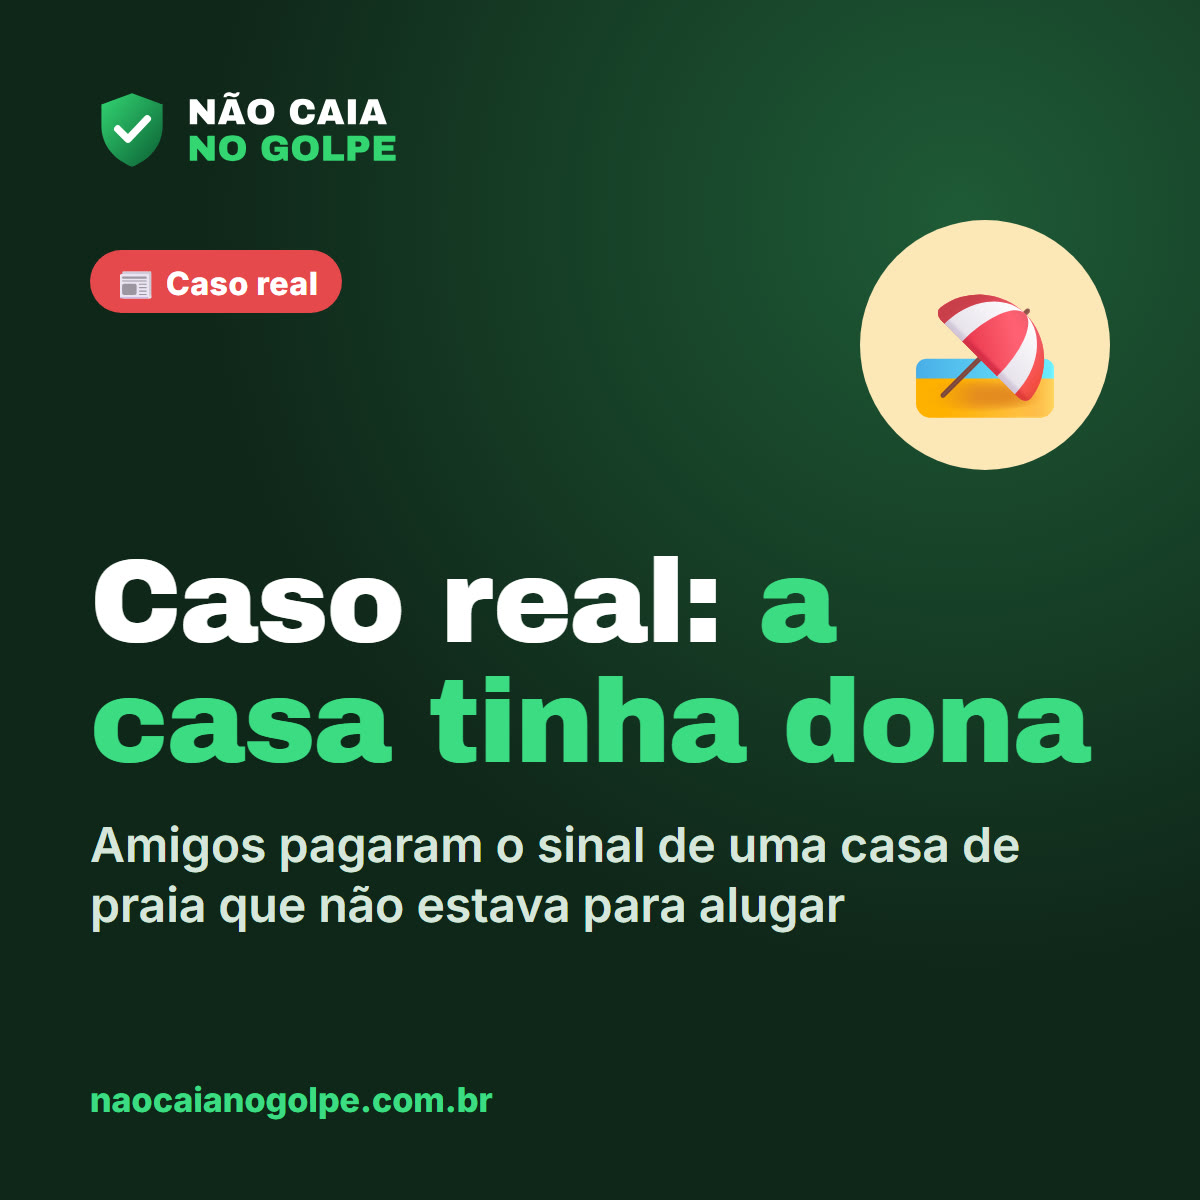 NÃO CAIA
NO GOLPE
Caso real
Caso real: a
casa tinha dona
Amigos pagaram o sinal de uma casa de
praia que não estava para alugar
naocaianogolpe.com.br